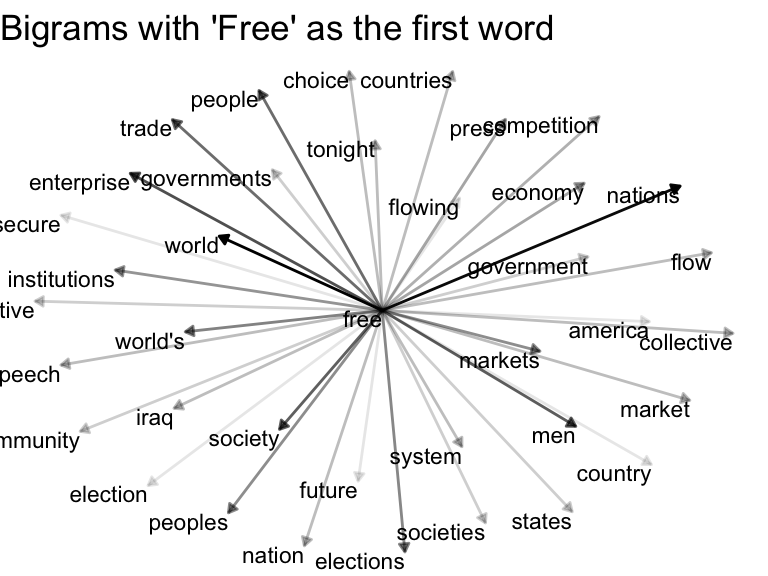 Bigrams with 'Free' as the first word
choice countries
people
trade
press
competition
tonight
enterprise
governments
economy
nations
flowing
secure
world
flow
government
institutions
tive
free
america
collective
world's
markets
peech
market
iraq
men
mmunity
society
system
country
election
future
peoples
states
societies
nation
elections